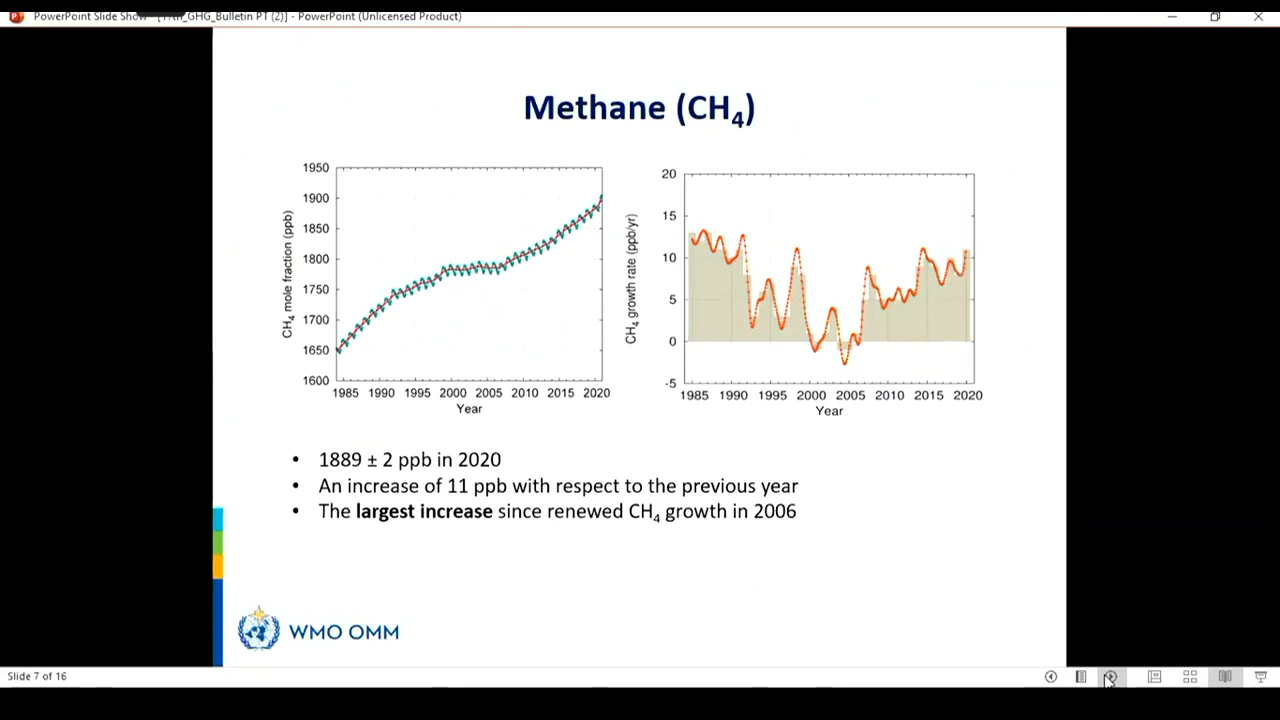 PowerPoint Slide Show - [17th_GHG_Bulletin PT (2)] - PowerPoint (Unlicensed Product)
Methane (CH₄)
1950
1900
1850
1800
1750
1700
1650
1600
CH₄ mole fraction (ppb)
1985 1990 1995 2000 2005 2010 2015 2020
Year
20
15
10
5
0
-5
CH₄ growth rate (ppb/yr)
1985 1990 1995 2000 2005 2010 2015 2020
Year
• 1889 ± 2 ppb in 2020
• An increase of 11 ppb with respect to the previous year
• The largest increase since renewed CH₄ growth in 2006
WMO OMM
Slide 7 of 16